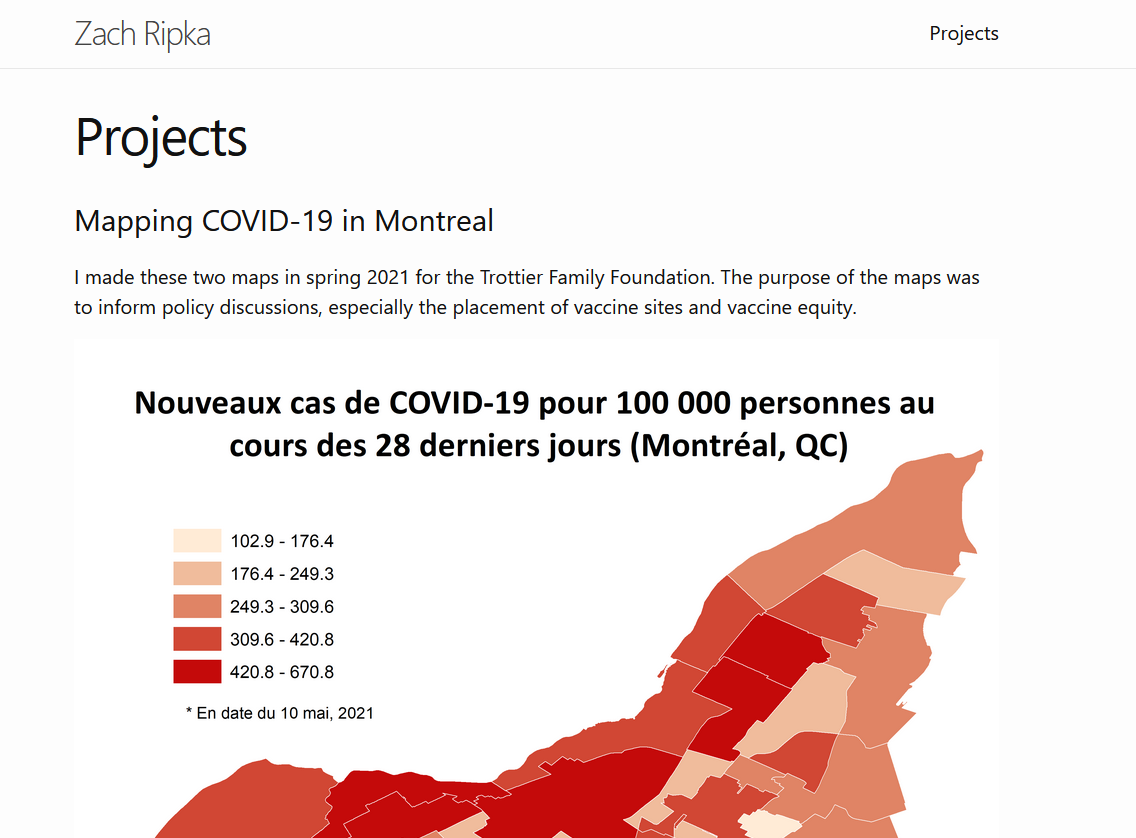 Zach Ripka
Projects
Projects
Mapping COVID-19 in Montreal
I made these two maps in spring 2021 for the Trottier Family Foundation. The purpose of the maps was
to inform policy discussions, especially the placement of vaccine sites and vaccine equity.
Nouveaux cas de COVID-19 pour 100 000 personnes au
cours des 28 derniers jours (Montréal, QC)
102.9 - 176.4
176.4 - 249.3
249.3 - 309.6
309.6 - 420.8
420.8 - 670.8
* En date du 10 mai, 2021